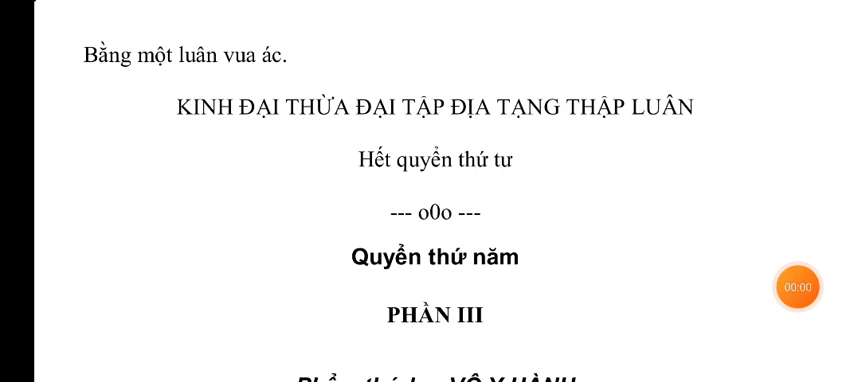 Bằng một luân vua ác.
KINH ĐẠI THỪA ĐẠI TẬP ĐỊA TẠNG THẬP LUÂN
Hết quyển thứ tư
--- o0o ---
Quyển thứ năm
00:00
PHẦN III